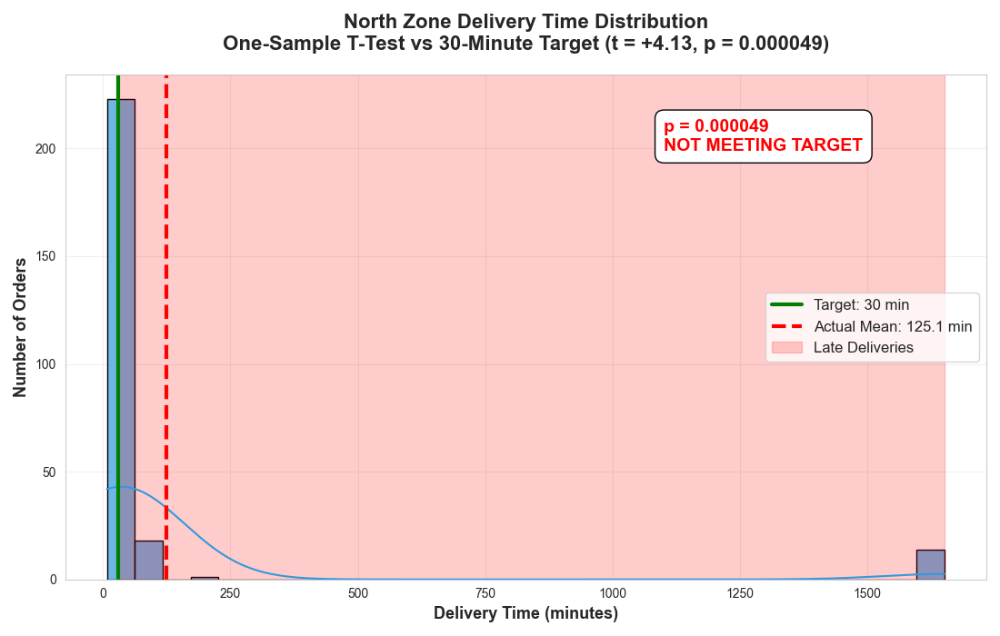 North Zone Delivery Time Distribution
One-Sample T-Test vs 30-Minute Target (t = +4.13, p = 0.000049)
p = 0.000049
NOT MEETING TARGET
Target: 30 min
Actual Mean: 125.1 min
Late Deliveries
Number of Orders
200
150
100
50
0
0 250 500 750 1000 1250 1500
Delivery Time (minutes)